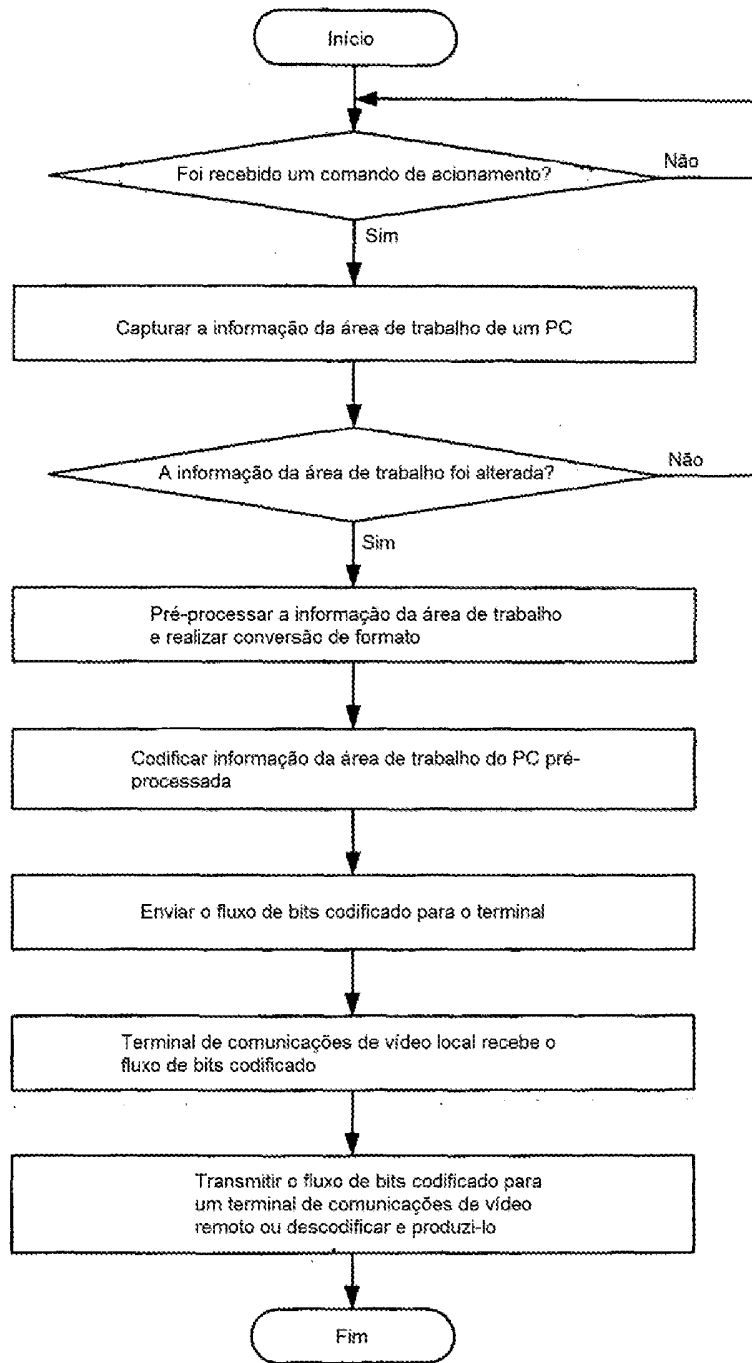 Início
Foi recebido um comando de acionamento?
Não
Sim
Capturar a informação da área de trabalho de um PC
A informação da área de trabalho foi alterada?
Não
Sim
Pré-processar a informação da área de trabalho
e realizar conversão de formato
Codificar informação da área de trabalho do PC pré-
processada
Enviar o fluxo de bits codificado para o terminal
Terminal de comunicações de vídeo local recebe o
fluxo de bits codificado
Transmitir o fluxo de bits codificado para
um terminal de comunicações de vídeo
remoto ou descodificar e produzi-lo
Fim